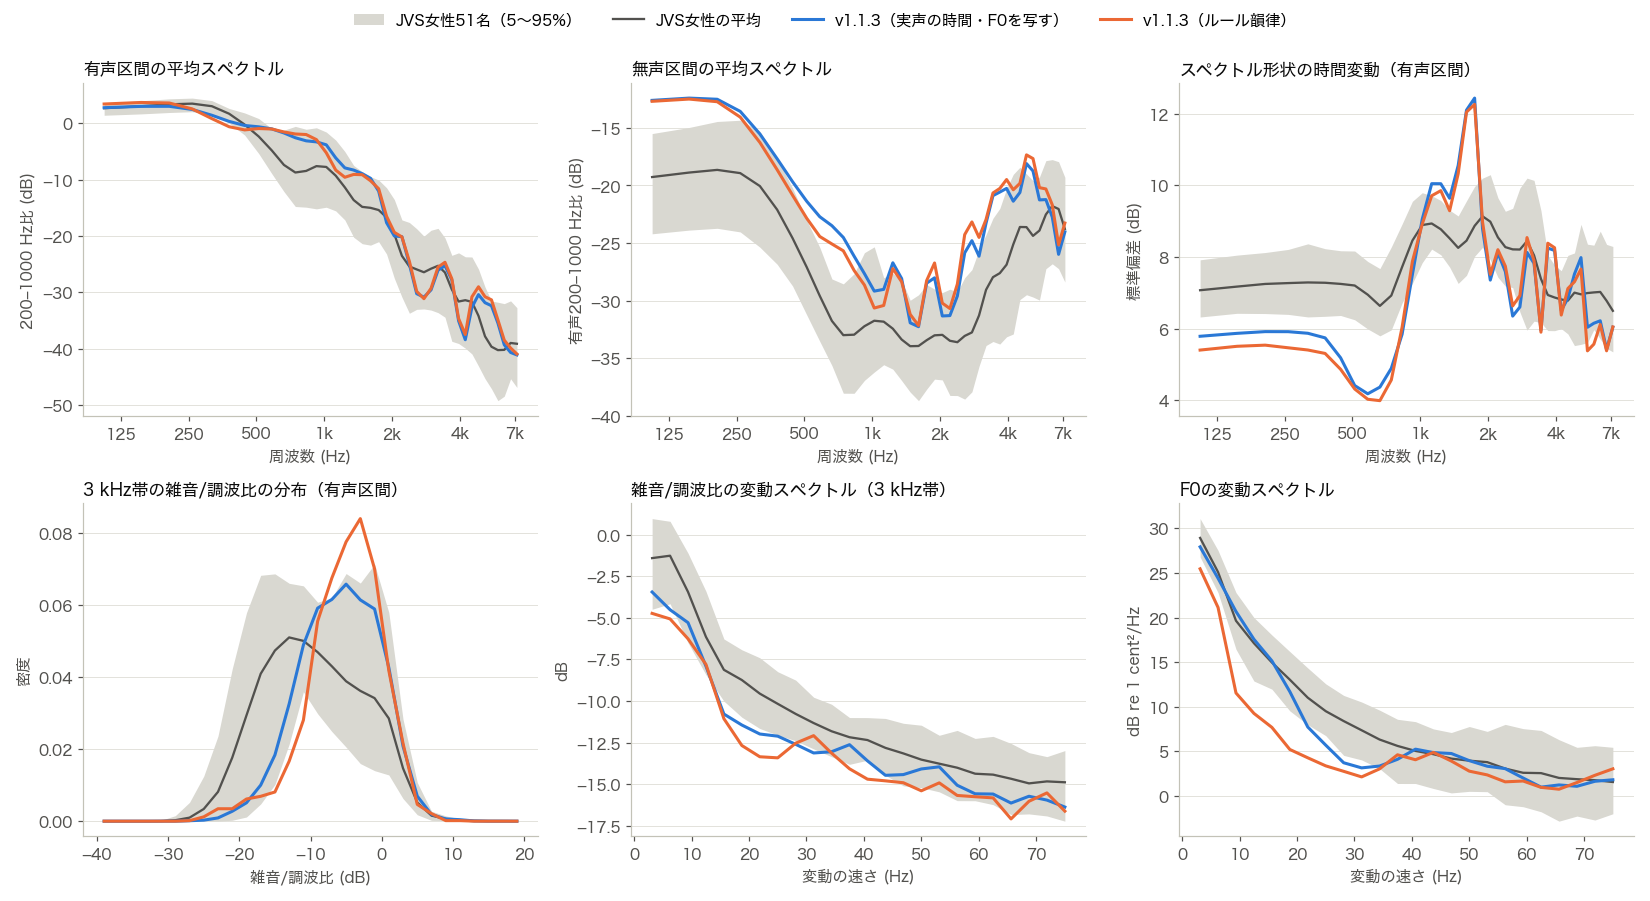 JVS女性51名（5〜95%）
JVS女性の平均
v1.1.3（実声の時間・F0を写す）
v1.1.3（ルール韻律）
有声区間の平均スペクトル
200–1000 Hz比 (dB)
0
−10
−20
−30
−40
−50
125 250 500 1k 2k 4k 7k
周波数 (Hz)
無声区間の平均スペクトル
有声200–1000 Hz比 (dB)
−15
−20
−25
−30
−35
−40
125 250 500 1k 2k 4k 7k
周波数 (Hz)
スペクトル形状の時間変動（有声区間）
標準偏差 (dB)
12
10
8
6
4
125 250 500 1k 2k 4k 7k
周波数 (Hz)
3 kHz帯の雑音/調波比の分布（有声区間）
密度
0.08
0.06
0.04
0.02
0.00
−40 −30 −20 −10 0 10 20
雑音/調波比 (dB)
雑音/調波比の変動スペクトル（3 kHz帯）
dB
0.0
−2.5
−5.0
−7.5
−10.0
−12.5
−15.0
−17.5
0 10 20 30 40 50 60 70
変動の速さ (Hz)
F0の変動スペクトル
dB re 1 cent²/Hz
30
25
20
15
10
5
0
0 10 20 30 40 50 60 70
変動の速さ (Hz)